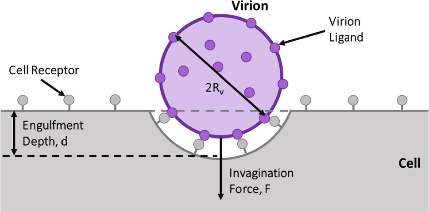 Virion
Virion
Ligand
Cell Receptor
2Rᵥ
Engulfment
Depth, d
Cell
Invagination
Force, F